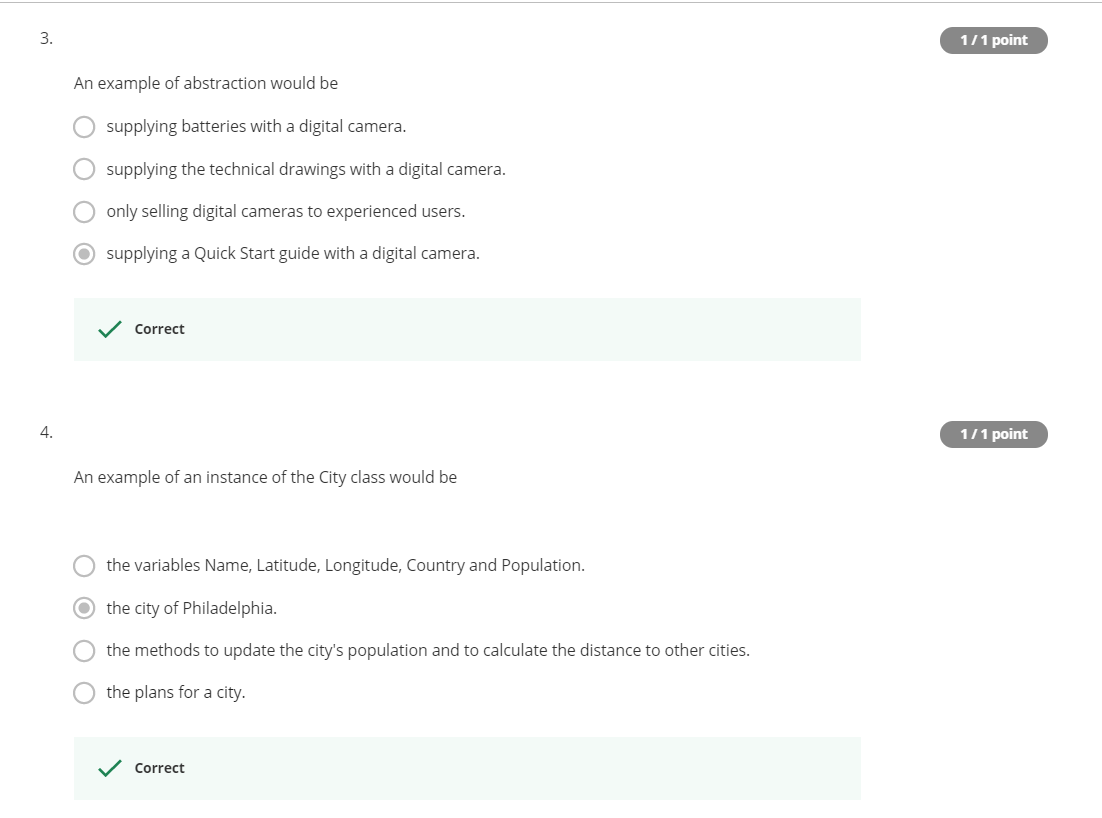 3.
1 / 1 point
An example of abstraction would be
supplying batteries with a digital camera.
supplying the technical drawings with a digital camera.
only selling digital cameras to experienced users.
supplying a Quick Start guide with a digital camera.
Correct
4.
1 / 1 point
An example of an instance of the City class would be
the variables Name, Latitude, Longitude, Country and Population.
the city of Philadelphia.
the methods to update the city's population and to calculate the distance to other cities.
the plans for a city.
Correct